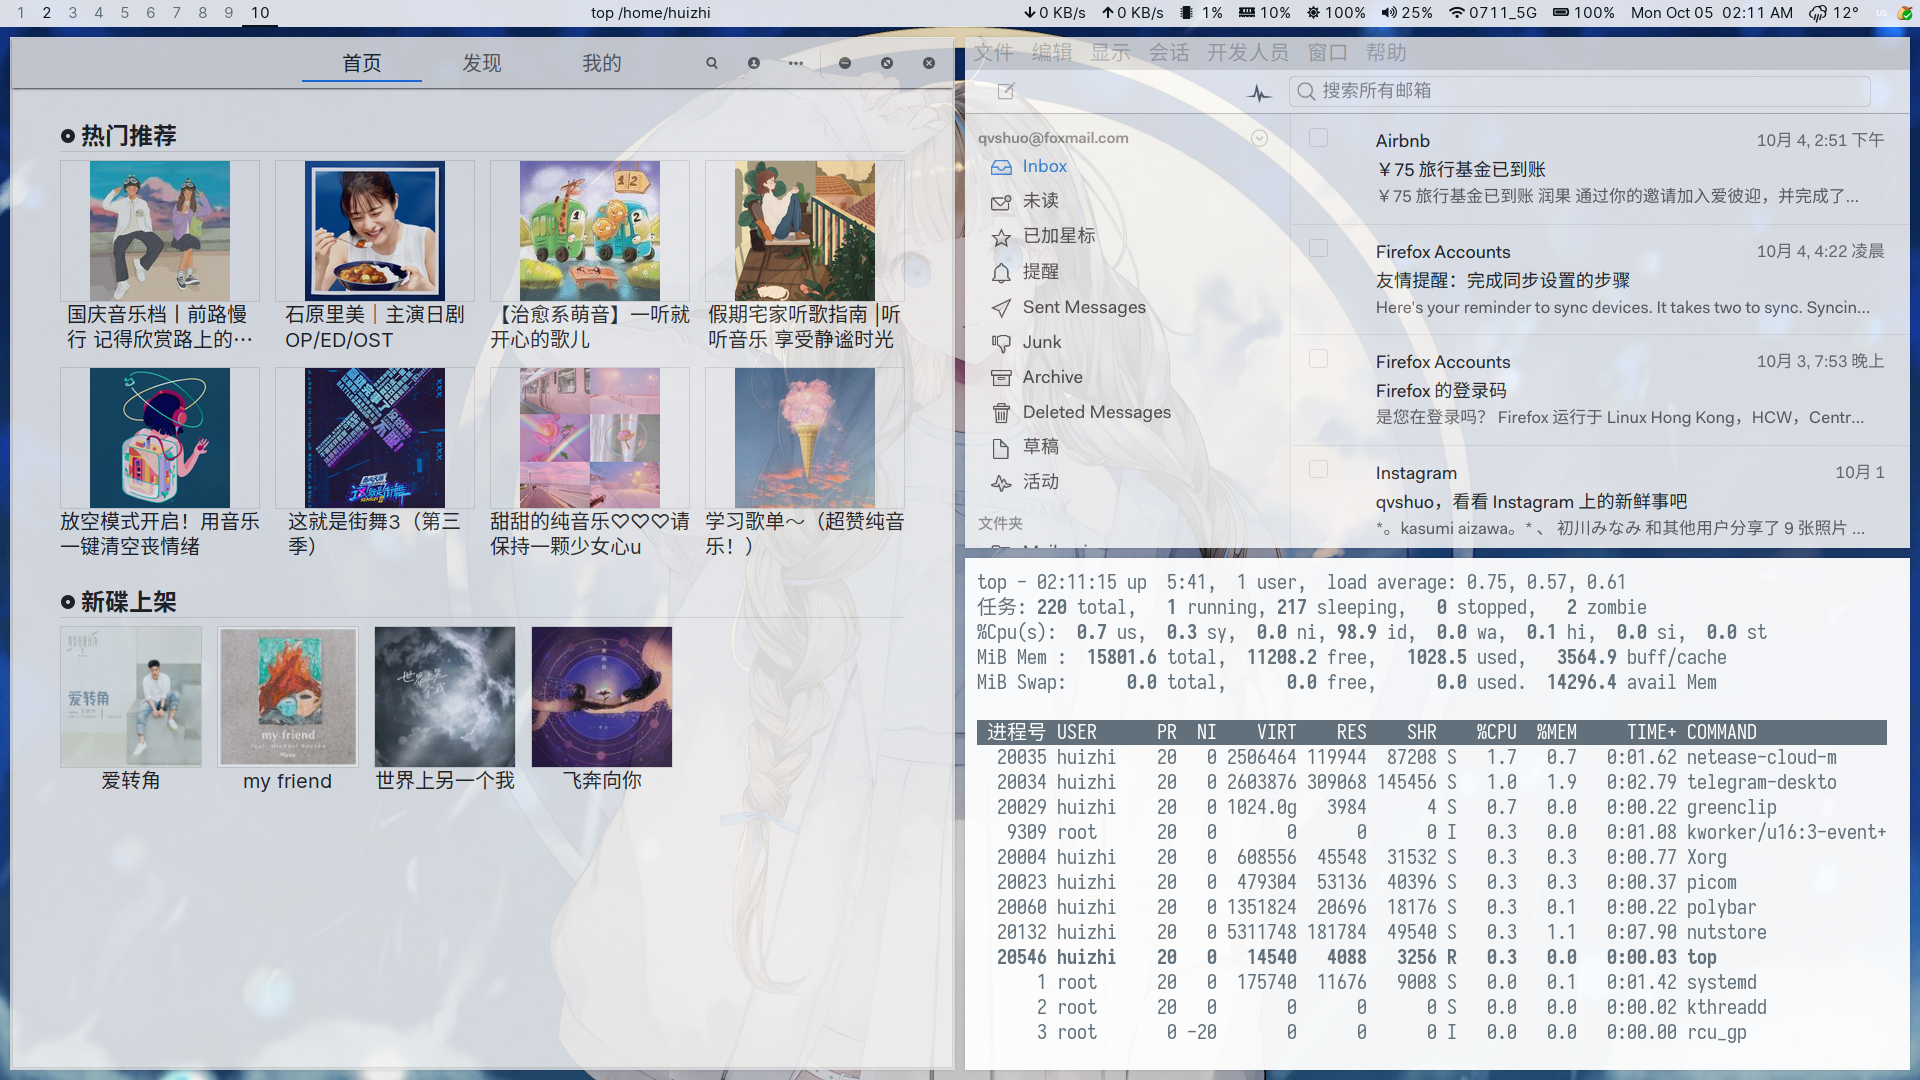 1 2 3 4 5 6 7 8 9 10
top /home/huizhi
0 KB/s 0 KB/s 1% 10% 100% 25% 0711_5G 100% Mon Oct 05 02:11 AM 12° us
首页 发现 我的
热门推荐
国庆音乐档丨前路慢
行 记得欣赏路上的…
石原里美｜主演日剧
OP/ED/OST
【治愈系萌音】一听就
开心的歌儿
假期宅家听歌指南 |听
听音乐 享受静谧时光
放空模式开启！用音乐
一键清空丧情绪
这就是街舞3（第三
季）
甜甜的纯音乐♡♡♡请
保持一颗少女心u
学习歌单～（超赞纯音
乐！）
新碟上架
爱转角
my friend
爱转角
my friend
世界上另一个我
飞奔向你
文件 编辑 显示 会话 开发人员 窗口 帮助
搜索所有邮箱
qvshuo@foxmail.com
Inbox
未读
已加星标
提醒
Sent Messages
Junk
Archive
Deleted Messages
草稿
活动
文件夹
Airbnb 10月 4, 2:51 下午
￥75 旅行基金已到账
￥75 旅行基金已到账 润果 通过你的邀请加入爱彼迎，并完成了...
Firefox Accounts 10月 4, 4:22 凌晨
友情提醒：完成同步设置的步骤
Here's your reminder to sync devices. It takes two to sync. Syncin...
Firefox Accounts 10月 3, 7:53 晚上
Firefox 的登录码
是您在登录吗？ Firefox 运行于 Linux Hong Kong，HCW，Centr...
Instagram 10月 1
qvshuo，看看 Instagram 上的新鲜事吧
*。kasumi aizawa。* 、 初川みなみ 和其他用户分享了 9 张照片 ...
top - 02:11:15 up  5:41,  1 user,  load average: 0.75, 0.57, 0.61
任务: 220 total,   1 running, 217 sleeping,   0 stopped,   2 zombie
%Cpu(s):  0.7 us,  0.3 sy,  0.0 ni, 98.9 id,  0.0 wa,  0.1 hi,  0.0 si,  0.0 st
MiB Mem :  15801.6 total,  11208.2 free,   1028.5 used,   3564.9 buff/cache
MiB Swap:      0.0 total,      0.0 free,      0.0 used.  14296.4 avail Mem
进程号 USER      PR  NI    VIRT    RES    SHR    %CPU  %MEM     TIME+ COMMAND
20035 huizhi    20   0 2506464 119944  87208 S   1.7   0.7   0:01.62 netease-cloud-m
20034 huizhi    20   0 2603876 309068 145456 S   1.0   1.9   0:02.79 telegram-deskto
20029 huizhi    20   0 1024.0g   3984      4 S   0.7   0.0   0:00.22 greenclip
9309 root      20   0       0      0      0 I   0.3   0.0   0:01.08 kworker/u16:3-event+
20004 huizhi    20   0  608556  45548  31532 S   0.3   0.3   0:00.77 Xorg
20023 huizhi    20   0  479304  53136  40396 S   0.3   0.3   0:00.37 picom
20060 huizhi    20   0 1351824  20696  18176 S   0.3   0.1   0:00.22 polybar
20132 huizhi    20   0 5311748 181784  49540 S   0.3   1.1   0:07.90 nutstore
20546 huizhi    20   0   14540   4088   3256 R   0.3   0.0   0:00.03 top
1 root      20   0  175740  11676   9008 S   0.0   0.1   0:01.42 systemd
2 root      20   0       0      0      0 S   0.0   0.0   0:00.02 kthreadd
3 root       0 -20       0      0      0 I   0.0   0.0   0:00.00 rcu_gp